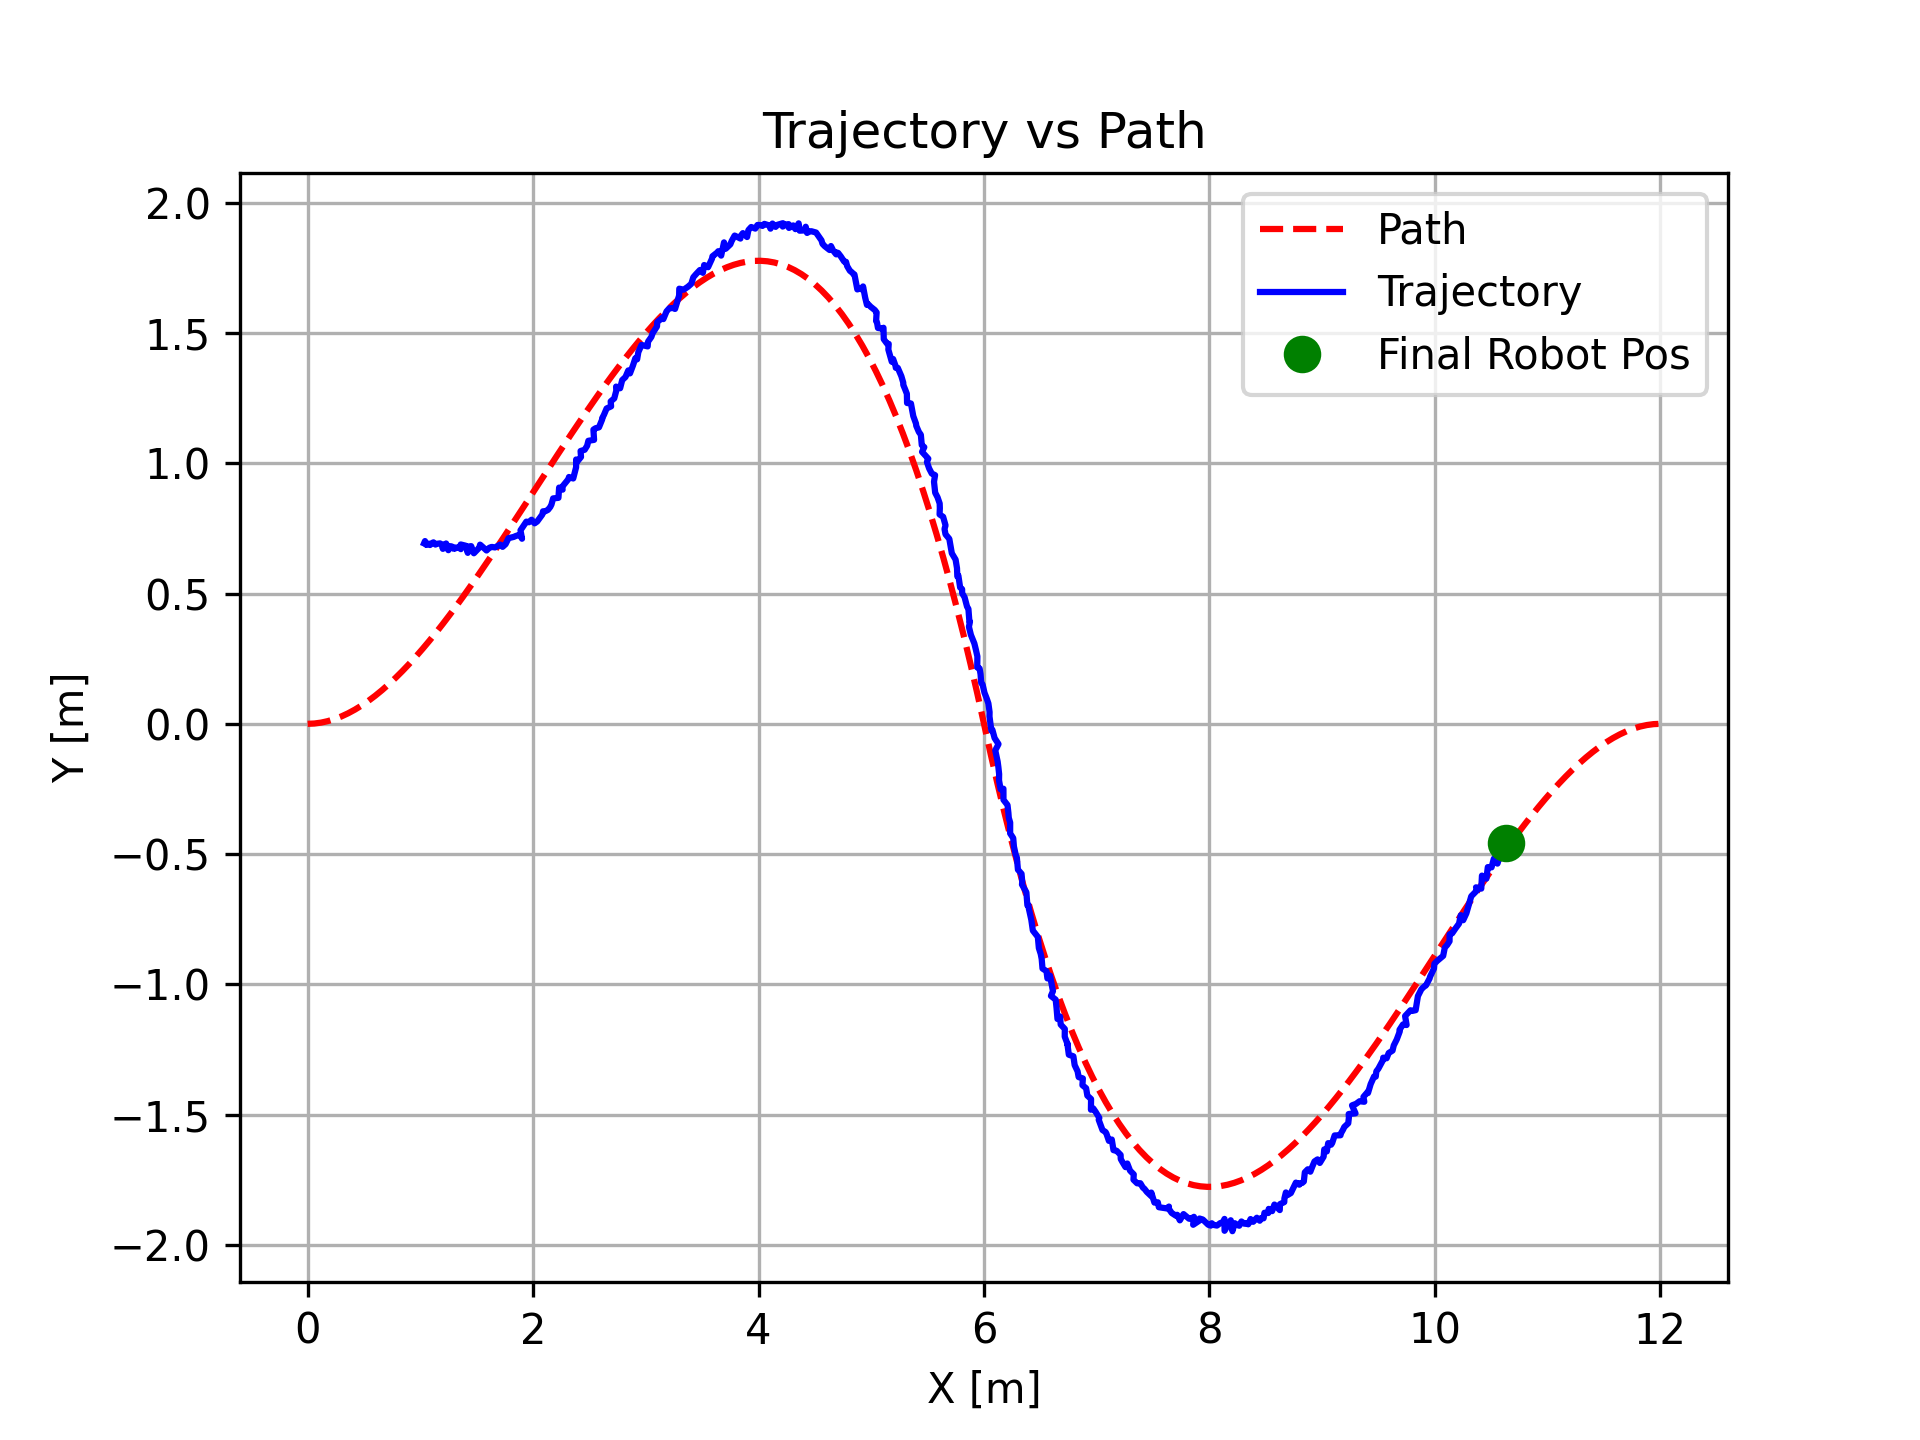 Trajectory vs Path
2.0
1.5
1.0
0.5
0.0
−0.5
−1.0
−1.5
−2.0
Y [m]
Path
Trajectory
Final Robot Pos
0 2 4 6 8 10 12
X [m]